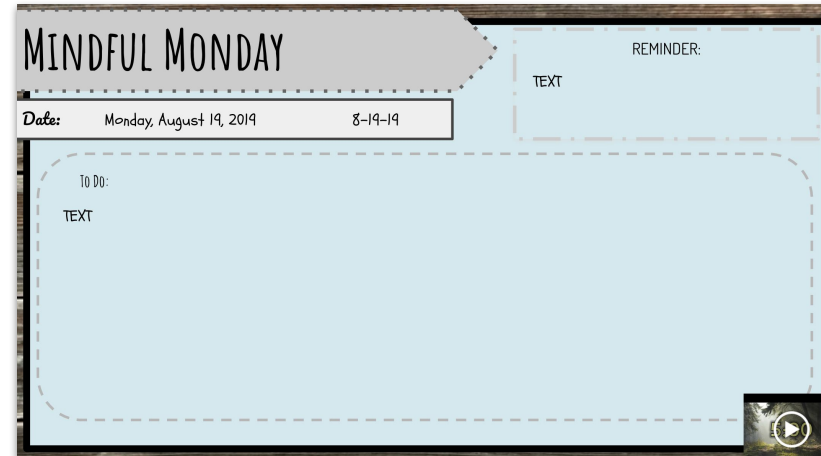 Mindful Monday
REMINDER:
TEXT
Date: Monday, August 19, 2019 8-19-19
To Do:
TEXT